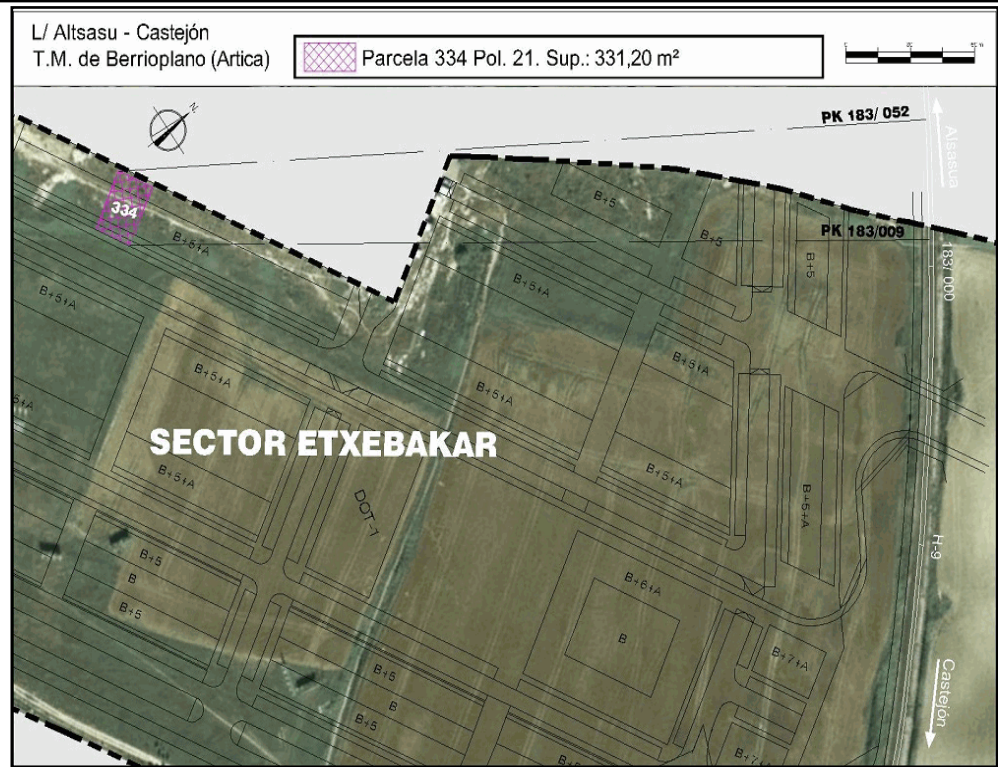 L/ Altsasu - Castejón
T.M. de Berrioplano (Artica)
Parcela 334 Pol. 21. Sup.: 331,20 m²
N
PK 183/ 052
Alsasua
334
B+5
B+5+A
B+5
PK 183/009
B+5
183/ 000
B+5+A
B+5+A
B+5+A
B+5+A
B+5+A
SECTOR ETXEBAKAR
B+5+A
B+5+A
DOT-1
B+5+A
H-9
B+5
B
B+5
B+6+A
B
B+7+A
B+5
B
B+5
Castejón